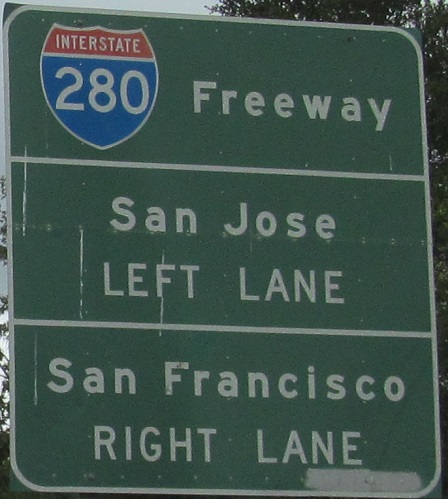 INTERSTATE
280 Freeway
San Jose
LEFT LANE
San Francisco
RIGHT LANE